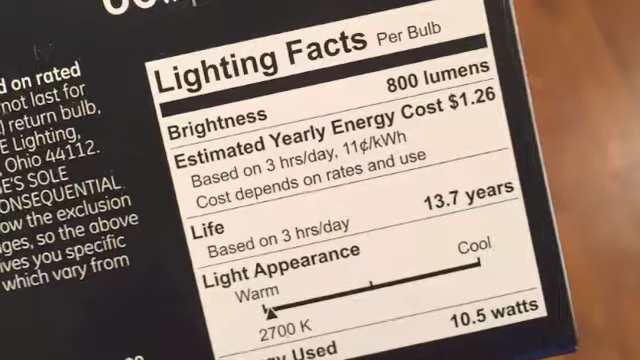 Lighting Facts Per Bulb
Brightness 800 lumens
Estimated Yearly Energy Cost $1.26
Based on 3 hrs/day, 11¢/kWh
Cost depends on rates and use
Life 13.7 years
Based on 3 hrs/day
Light Appearance
Warm Cool
2700 K
Used 10.5 watts
d on rated
not last for
return bulb,
E Lighting,
Ohio 44112.
E'S SOLE
ONSEQUENTIAL
ow the exclusion
ges, so the above
ves you specific
which vary from